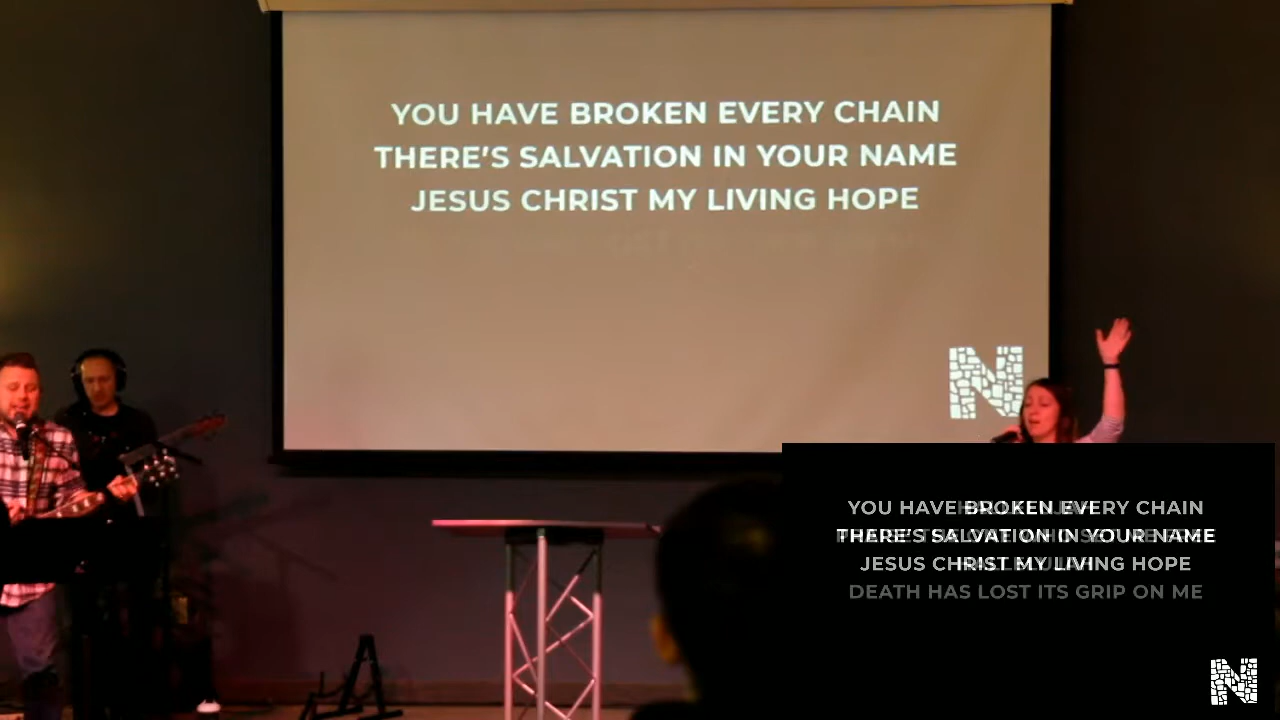 YOU HAVE BROKEN EVERY CHAIN
THERE'S SALVATION IN YOUR NAME
JESUS CHRIST MY LIVING HOPE
N
YOU HAVE BROKEN EVERY CHAIN
THERE'S SALVATION IN YOUR NAME
JESUS CHRIST MY LIVING HOPE
DEATH HAS LOST ITS GRIP ON ME
N